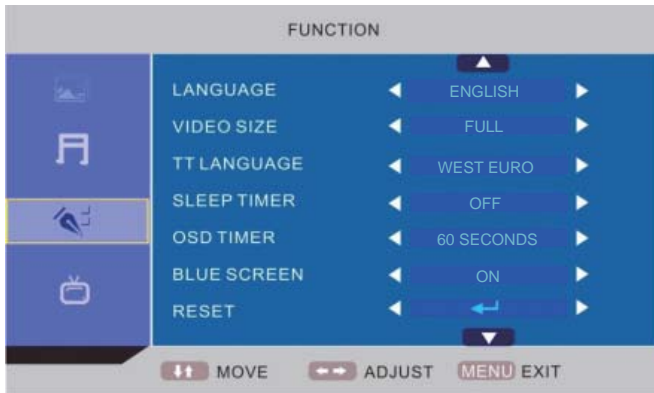 FUNCTION
LANGUAGE ENGLISH
VIDEO SIZE FULL
TT LANGUAGE WEST EURO
SLEEP TIMER OFF
OSD TIMER 60 SECONDS
BLUE SCREEN ON
RESET
MOVE ADJUST MENU EXIT